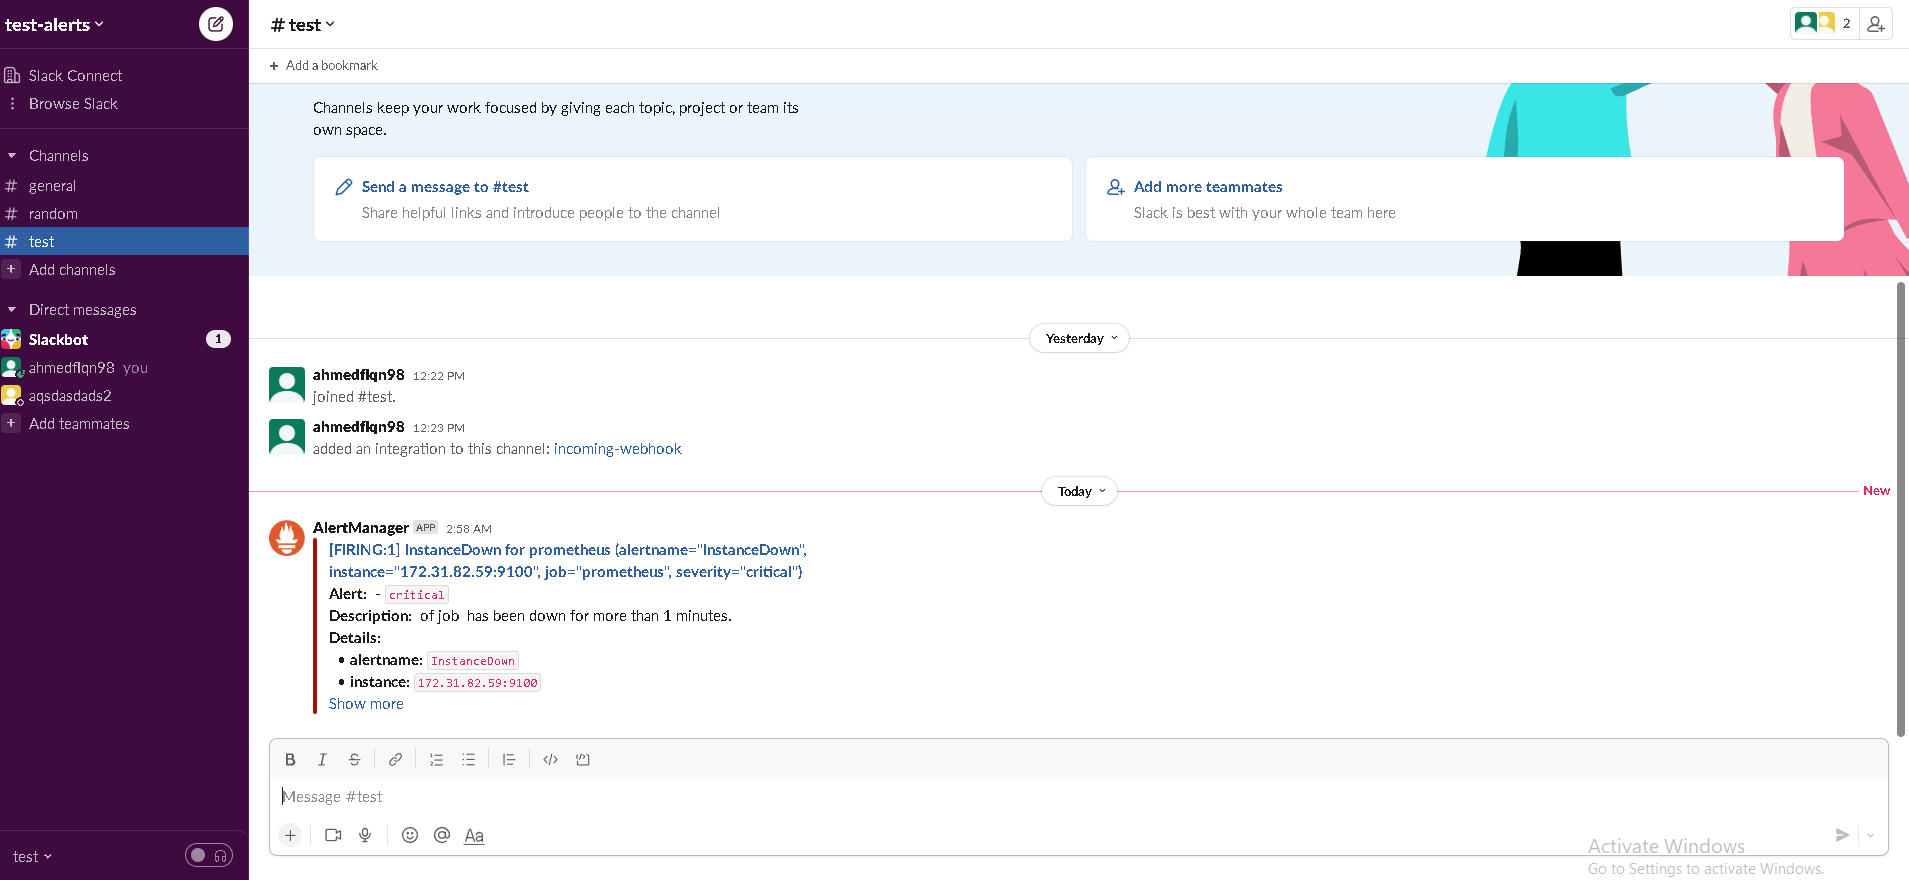 test-alerts
Slack Connect
Browse Slack
Channels
general
random
test
Add channels
Direct messages
Slackbot 1
ahmedflqn98 you
aqsdasdads2
Add teammates
test
# test
2
+ Add a bookmark
Channels keep your work focused by giving each topic, project or team its
own space.
Send a message to #test
Share helpful links and introduce people to the channel
Add more teammates
Slack is best with your whole team here
Yesterday
ahmedflqn98 12:22 PM
joined #test.
ahmedflqn98 12:23 PM
added an integration to this channel: incoming-webhook
Today
New
AlertManager APP 2:58 AM
[FIRING:1] InstanceDown for prometheus (alertname="InstanceDown",
instance="172.31.82.59:9100", job="prometheus", severity="critical")
Alert: - critical
Description: of job has been down for more than 1 minutes.
Details:
• alertname: InstanceDown
• instance: 172.31.82.59:9100
Show more
B I S
Message #test
Aa
Activate Windows
Go to Settings to activate Windows.